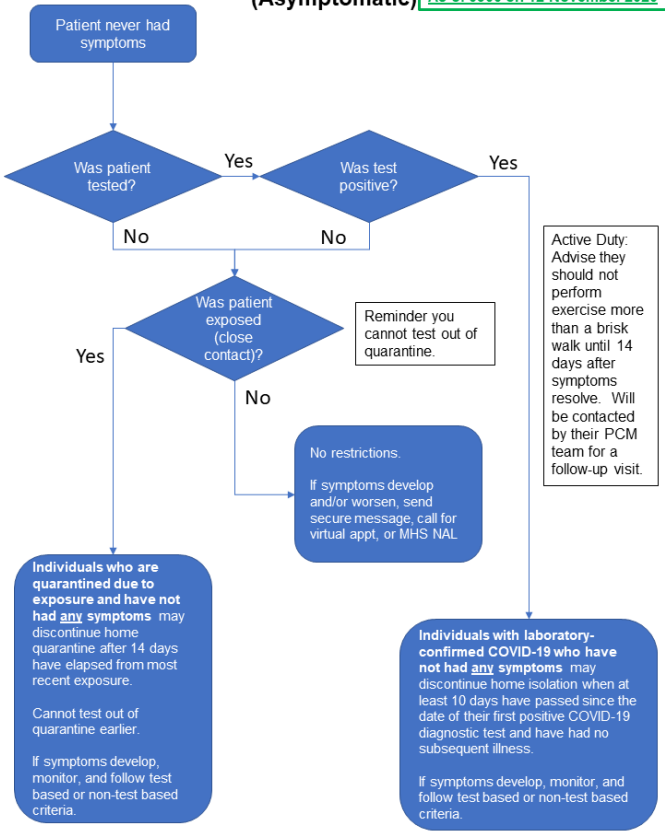 (Asymptomatic)
Patient never had
symptoms
Was patient
tested?
Yes
Was test
positive?
Yes
No
No
Was patient
exposed
(close
contact)?
Reminder you
cannot test out of
quarantine.
Active Duty:
Advise they
should not
perform
exercise more
than a brisk
walk until 14
days after
symptoms
resolve. Will
be contacted
by their PCM
team for a
follow-up visit.
Yes
No
No restrictions.
If symptoms develop
and/or worsen, send
secure message, call for
virtual appt, or MHS NAL
Individuals who are
quarantined due to
exposure and have not
had any symptoms may
discontinue home
quarantine after 14 days
have elapsed from most
recent exposure.
Cannot test out of
quarantine earlier.
If symptoms develop,
monitor, and follow test
based or non-test based
criteria.
Individuals with laboratory-
confirmed COVID-19 who have
not had any symptoms may
discontinue home isolation when at
least 10 days have passed since the
date of their first positive COVID-19
diagnostic test and have had no
subsequent illness.
If symptoms develop, monitor, and
follow test based or non-test based
criteria.